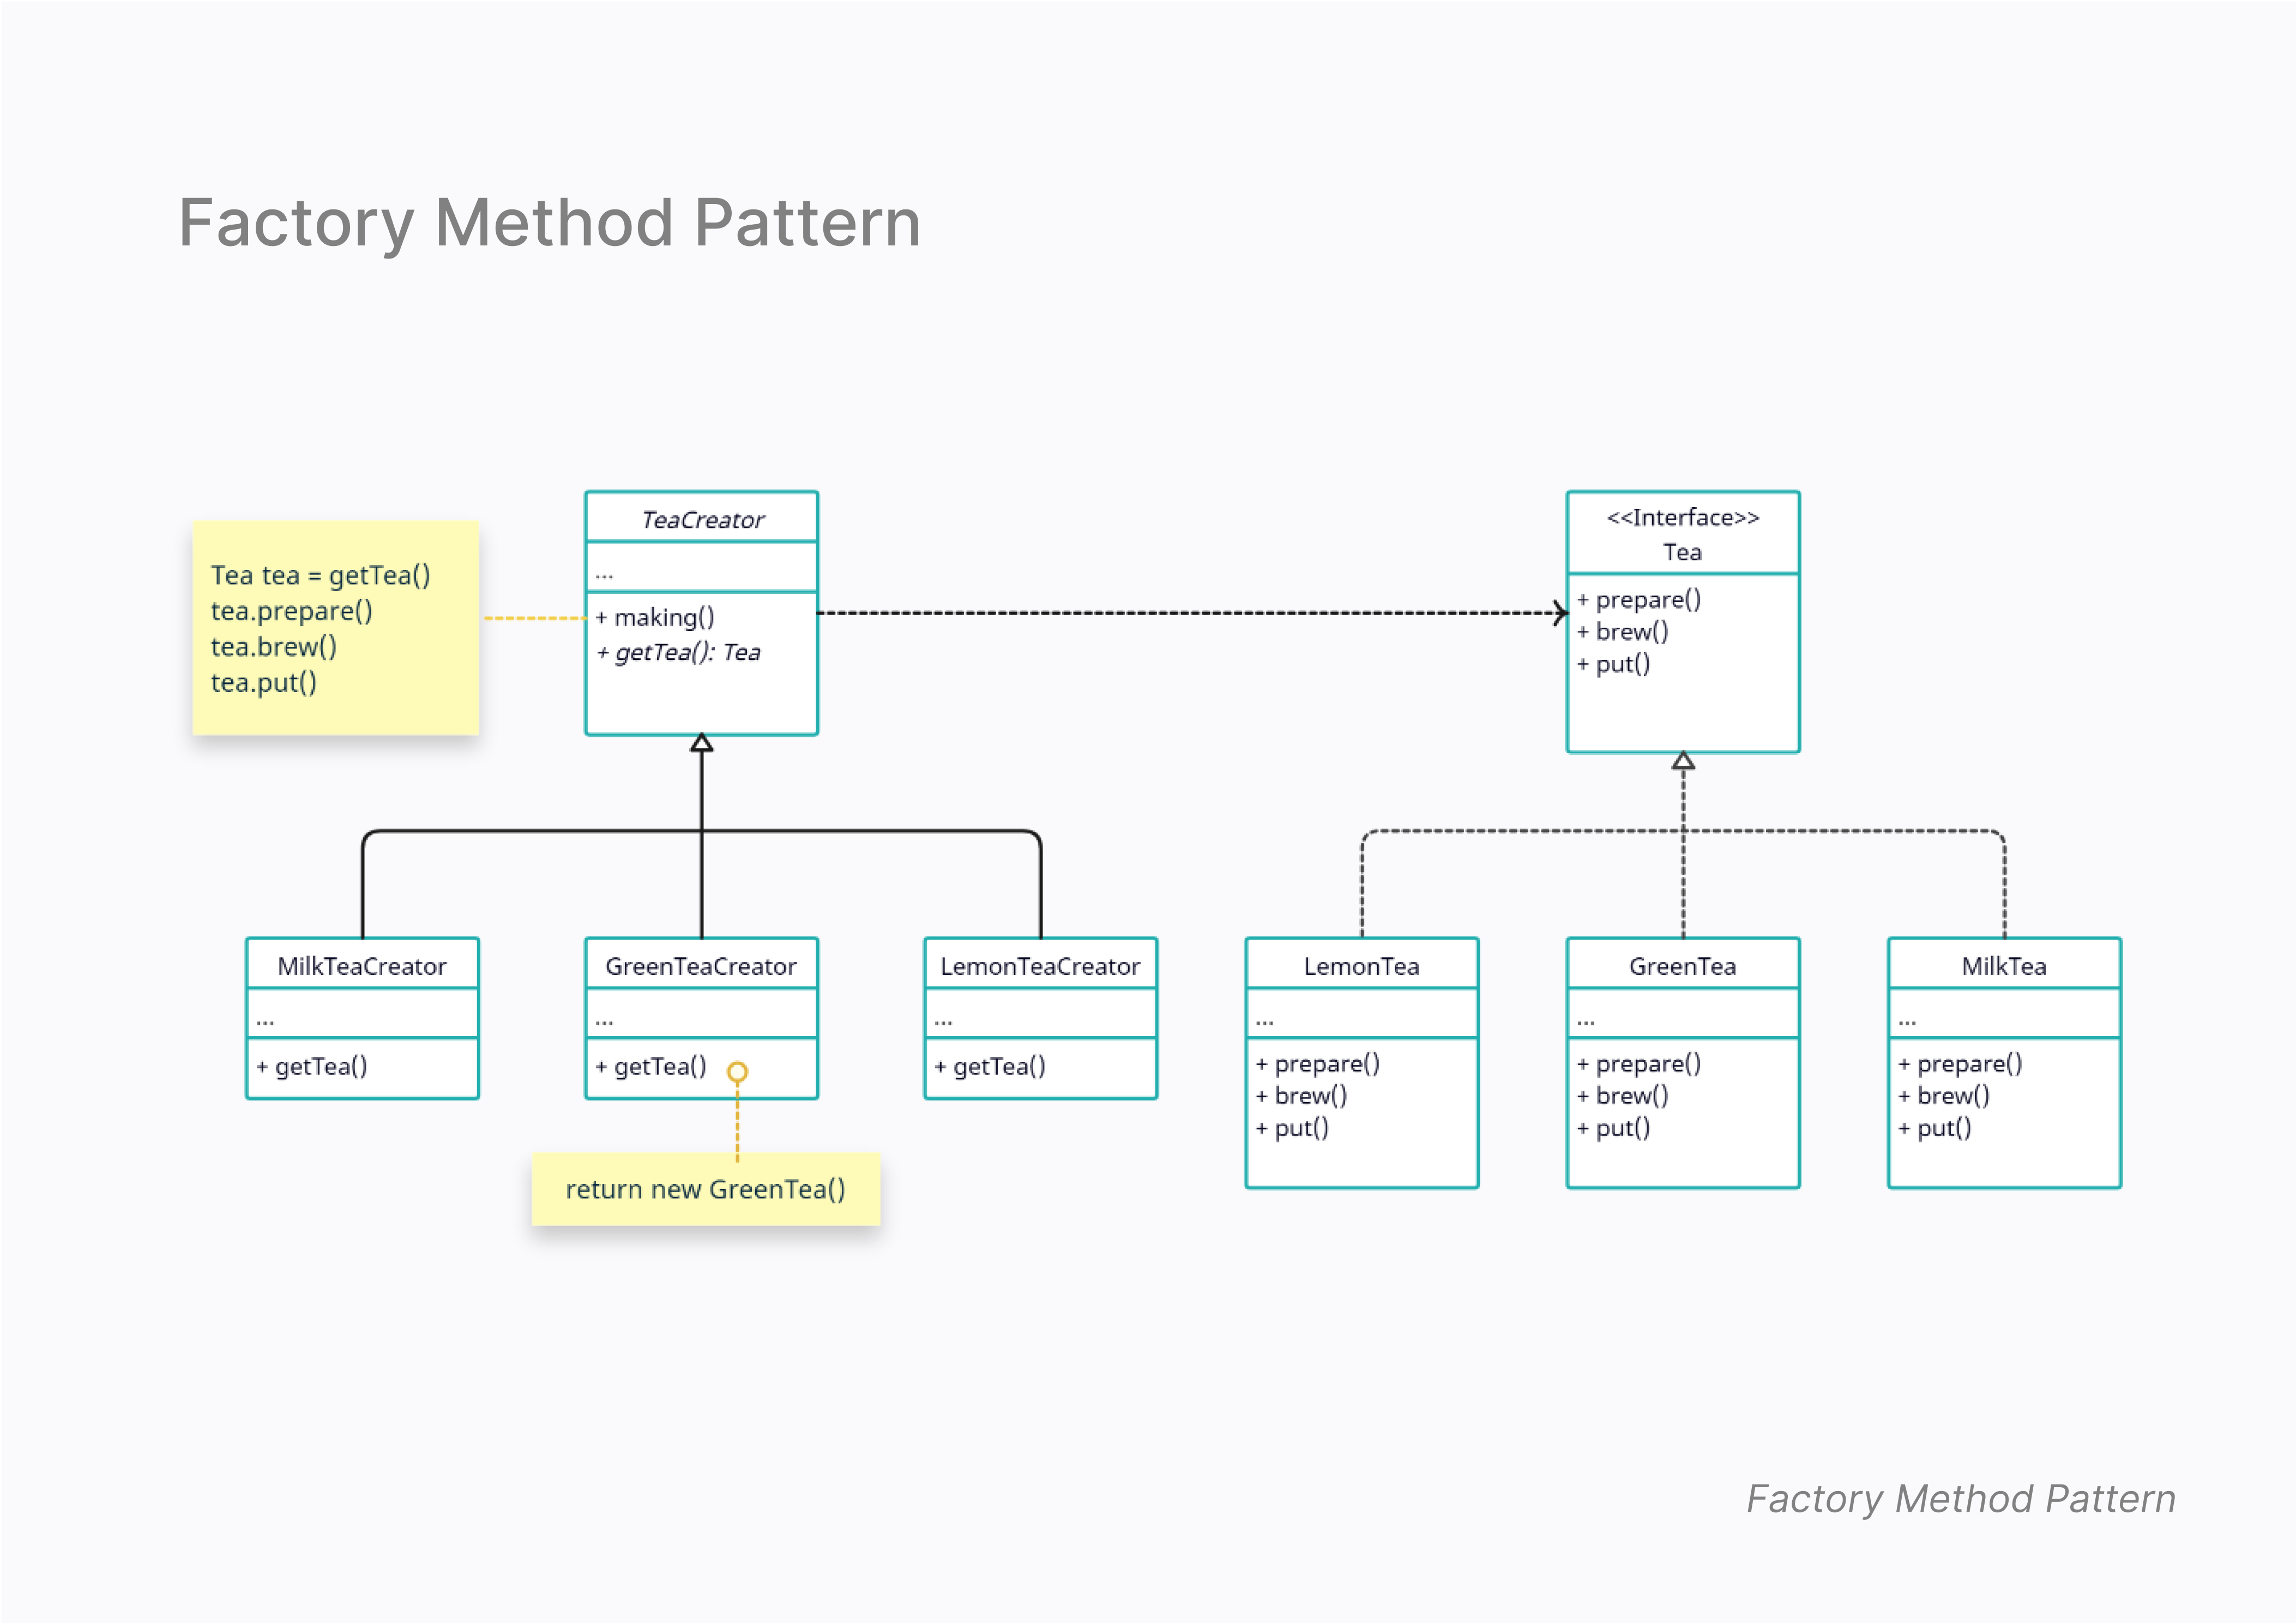 Factory Method Pattern
Tea tea = getTea()
tea.prepare()
tea.brew()
tea.put()
TeaCreator
...
+ making()
+ getTea(): Tea
<<Interface>>
Tea
+ prepare()
+ brew()
+ put()
MilkTeaCreator
...
+ getTea()
GreenTeaCreator
...
+ getTea()
return new GreenTea()
LemonTeaCreator
...
+ getTea()
LemonTea
...
+ prepare()
+ brew()
+ put()
GreenTea
...
+ prepare()
+ brew()
+ put()
MilkTea
...
+ prepare()
+ brew()
+ put()
Factory Method Pattern